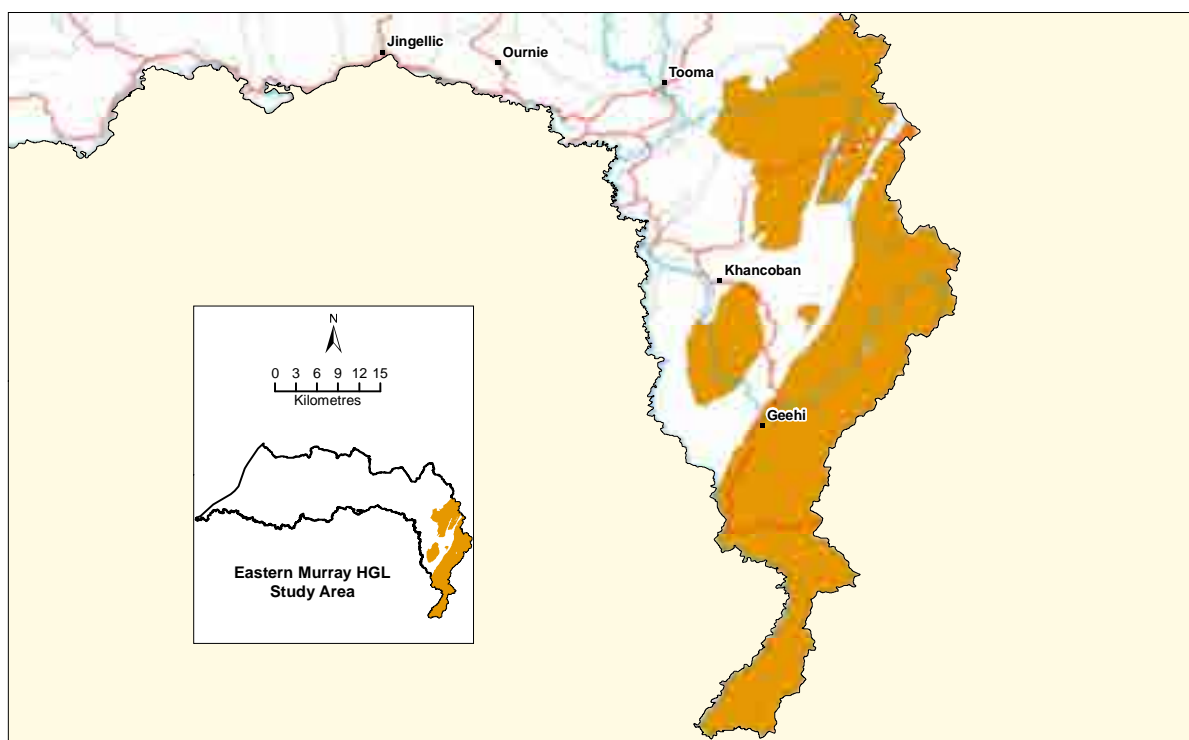 Jingellic
Ournie
Tooma
Khancoban
Geehi
N
0 3 6 9 12 15
Kilometres
Eastern Murray HGL
Study Area